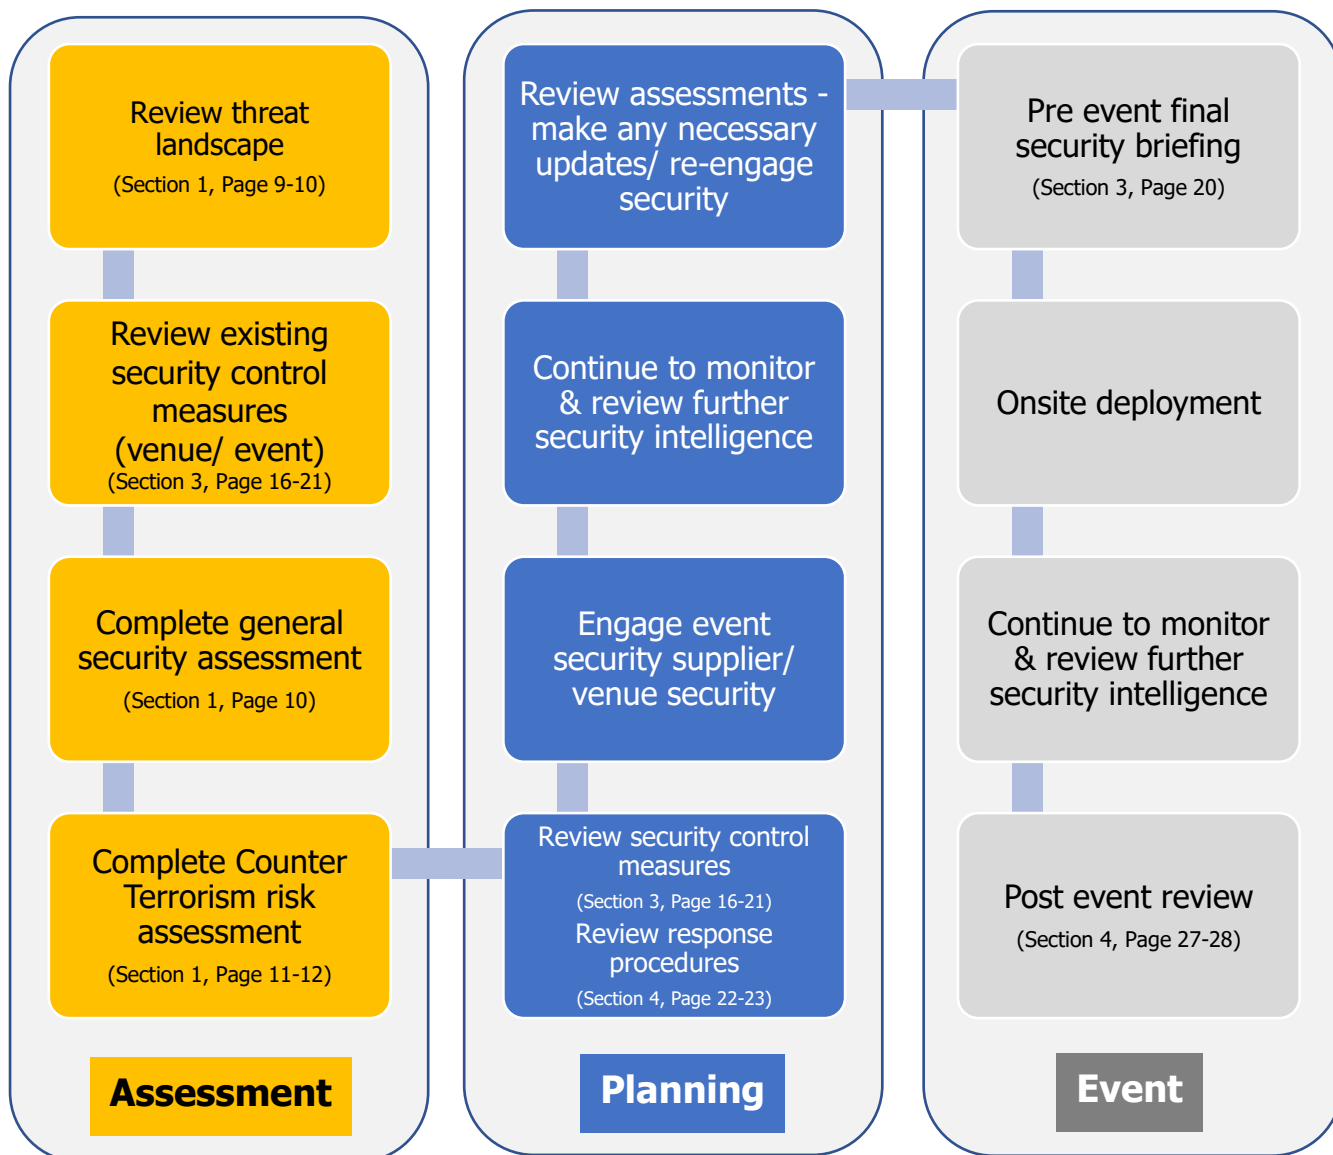 Review threat
landscape
(Section 1, Page 9-10)
Review existing
security control
measures
(venue/ event)
(Section 3, Page 16-21)
Complete general
security assessment
(Section 1, Page 10)
Complete Counter
Terrorism risk
assessment
(Section 1, Page 11-12)
Assessment
Review assessments -
make any necessary
updates/ re-engage
security
Continue to monitor
& review further
security intelligence
Engage event
security supplier/
venue security
Review security control
measures
(Section 3, Page 16-21)
Review response
procedures
(Section 4, Page 22-23)
Planning
Pre event final
security briefing
(Section 3, Page 20)
Onsite deployment
Continue to monitor
& review further
security intelligence
Post event review
(Section 4, Page 27-28)
Event